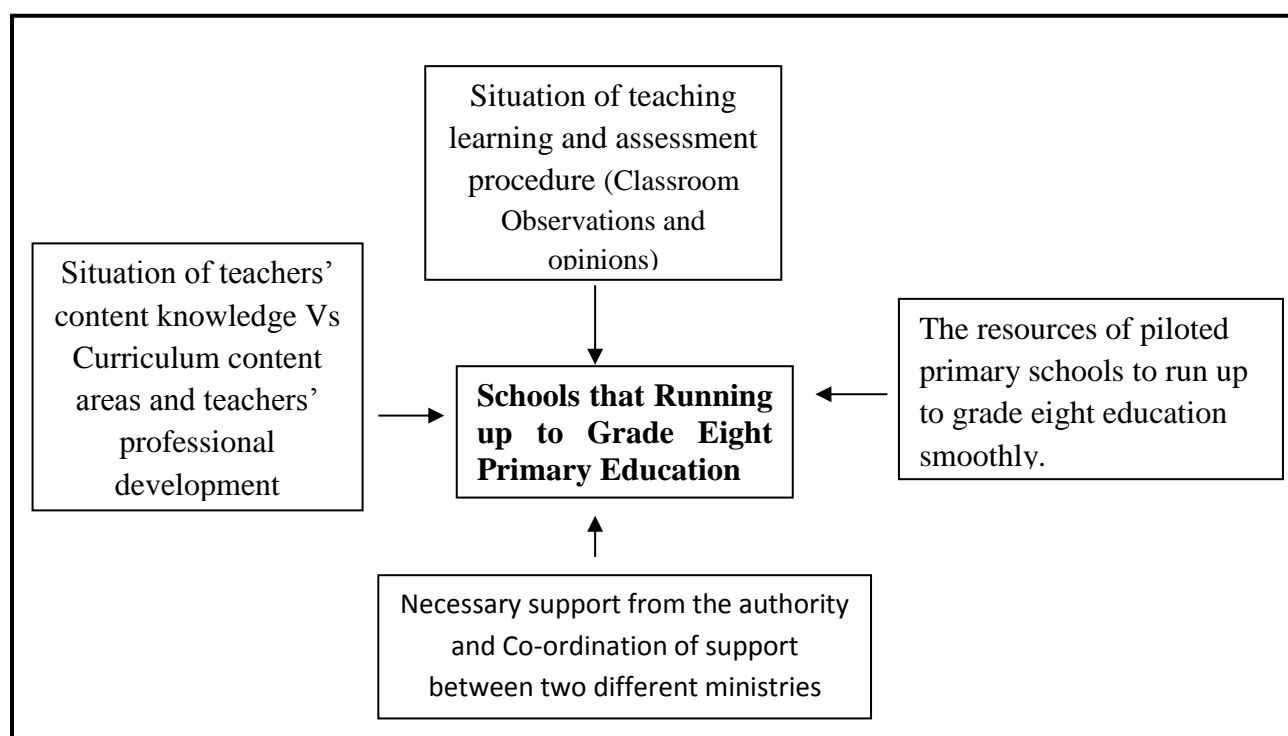 Situation of teaching
learning and assessment
procedure (Classroom
Observations and
opinions)
Situation of teachers’
content knowledge Vs
Curriculum content
areas and teachers’
professional
development
Schools that Running
up to Grade Eight
Primary Education
The resources of piloted
primary schools to run up
to grade eight education
smoothly.
Necessary support from the authority
and Co-ordination of support
between two different ministries